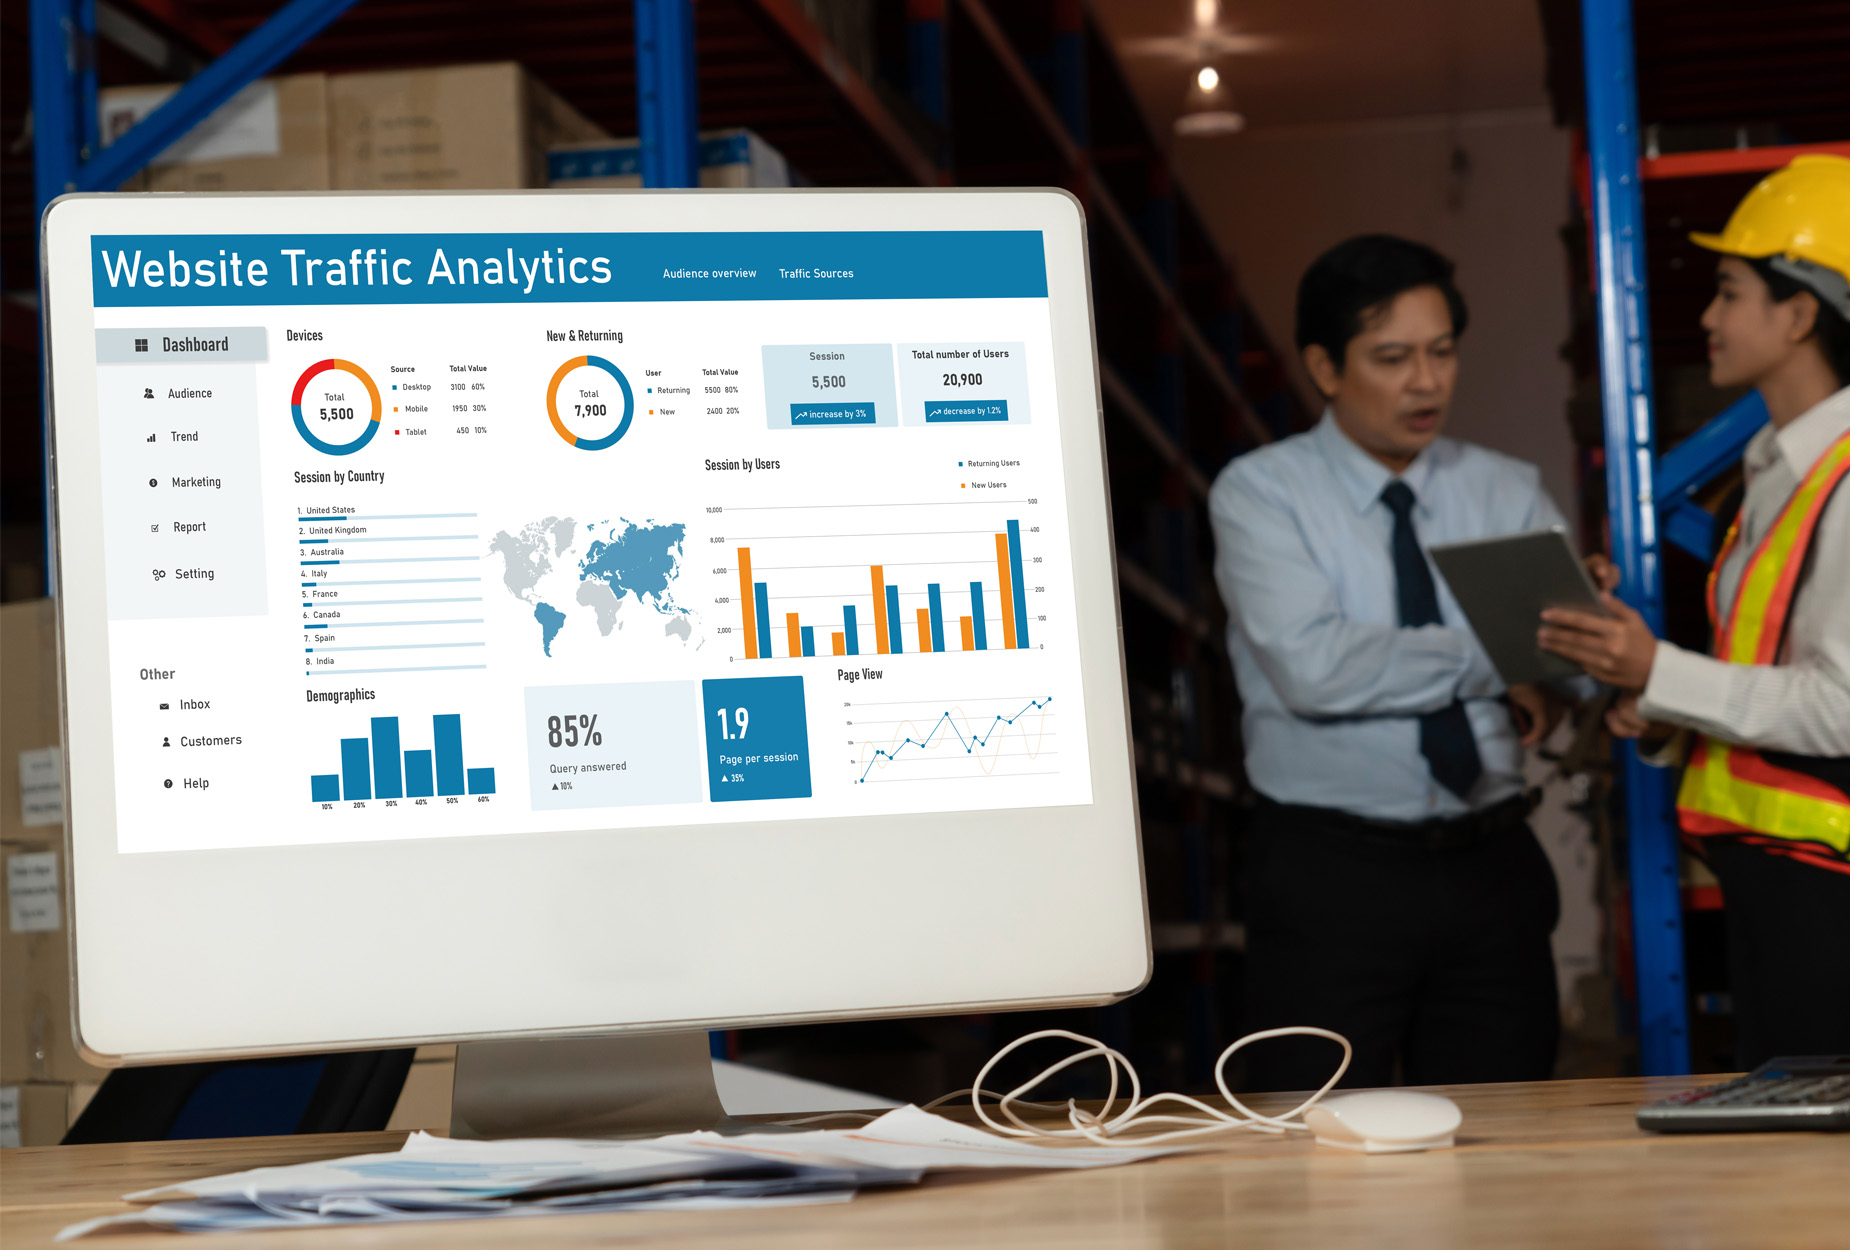 Website Traffic Analytics
Audience overview
Traffic Sources
Dashboard
Audience
Trend
Marketing
Report
Setting
Other
Inbox
Customers
Help
Devices
Total
5,500
Source Total Value
Desktop 3100 60%
Mobile 1950 30%
Tablet 450 10%
New & Returning
Total
7,900
User Total Value
Returning 5500 80%
New 2400 20%
Session
5,500
increase by 3%
Total number of Users
20,900
decrease by 1.2%
Session by Country
1. United States
2. United Kingdom
3. Australia
4. Italy
5. France
6. Canada
7. Spain
8. India
Session by Users
Returning Users
New Users
10,000
8,000
6,000
4,000
2,000
0
500
400
300
200
100
0
Demographics
10% 20% 30% 40% 50% 60%
85%
Query answered
▲10%
1.9
Page per session
▲ 35%
Page View
20k
15k
10k
5k
0